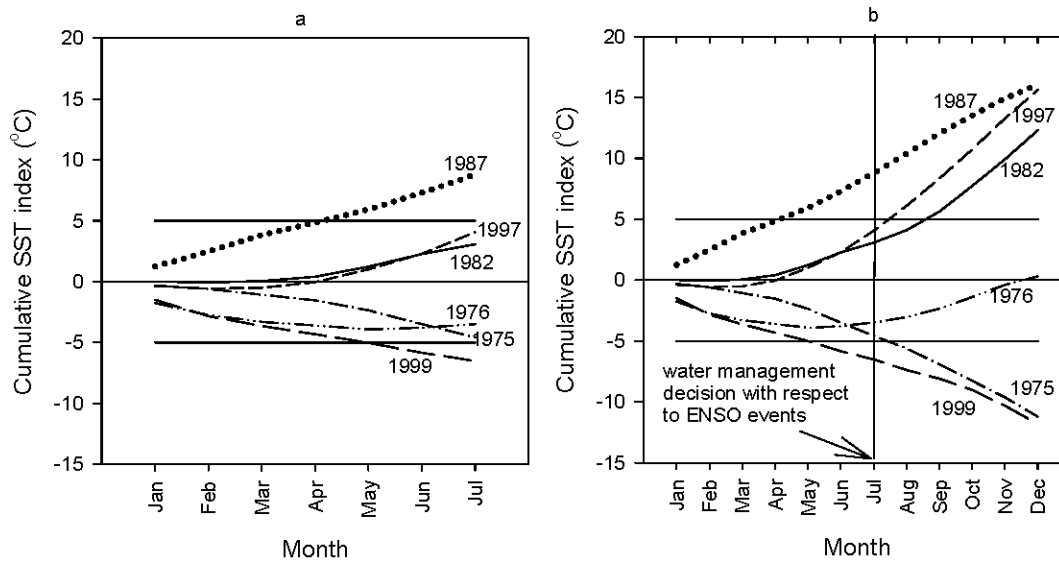 a
20
15
10
5
0
-5
-10
-15
Cumulative SST index (°C)
1987
1997
1982
1976
1975
1999
Jan
Feb
Mar
Apr
May
Jun
Jul
Month
b
20
15
10
5
0
-5
-10
-15
Cumulative SST index (°C)
1987
1997
1982
1976
1975
1999
water management
decision with respect
to ENSO events
Jan
Feb
Mar
Apr
May
Jun
Jul
Aug
Sep
Oct
Nov
Dec
Month